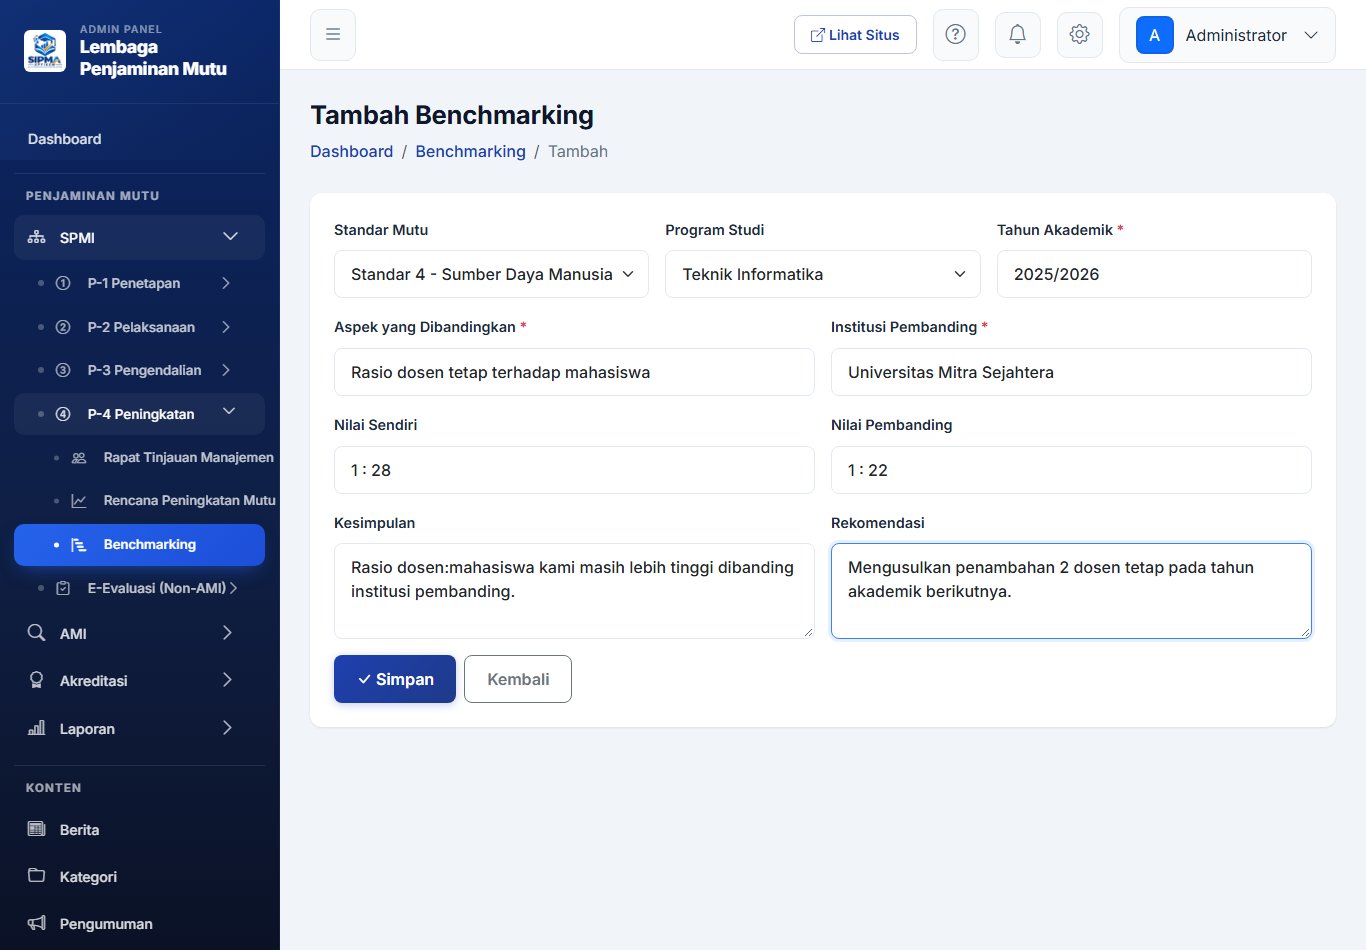 ADMIN PANEL
Lembaga
Penjaminan Mutu
SIPMA
Dashboard
PENJAMINAN MUTU
SPMI
1 P-1 Penetapan
2 P-2 Pelaksanaan
3 P-3 Pengendalian
4 P-4 Peningkatan
Rapat Tinjauan Manajemen
Rencana Peningkatan Mutu
Benchmarking
E-Evaluasi (Non-AMI)
AMI
Akreditasi
Laporan
KONTEN
Berita
Kategori
Pengumuman
Lihat Situs
?
A Administrator
Tambah Benchmarking
Dashboard / Benchmarking / Tambah
Standar Mutu
Standar 4 - Sumber Daya Manusia
Program Studi
Teknik Informatika
Tahun Akademik *
2025/2026
Aspek yang Dibandingkan *
Rasio dosen tetap terhadap mahasiswa
Institusi Pembanding *
Universitas Mitra Sejahtera
Nilai Sendiri
1 : 28
Nilai Pembanding
1 : 22
Kesimpulan
Rasio dosen:mahasiswa kami masih lebih tinggi dibanding
institusi pembanding.
Rekomendasi
Mengusulkan penambahan 2 dosen tetap pada tahun
akademik berikutnya.
Simpan
Kembali